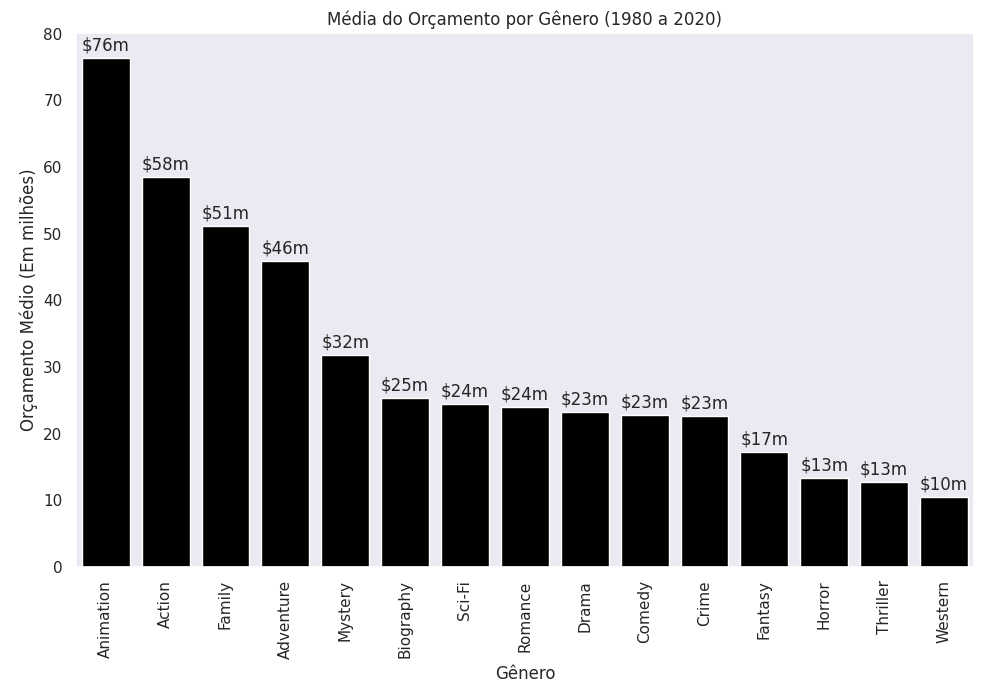 Média do Orçamento por Gênero (1980 a 2020)
Orçamento Médio (Em milhões)
80
70
60
50
40
30
20
10
0
$76m
$58m
$51m
$46m
$32m
$25m
$24m
$24m
$23m
$23m
$23m
$17m
$13m
$13m
$10m
Animation
Action
Family
Adventure
Mystery
Biography
Sci-Fi
Romance
Drama
Comedy
Crime
Fantasy
Horror
Thriller
Western
Gênero